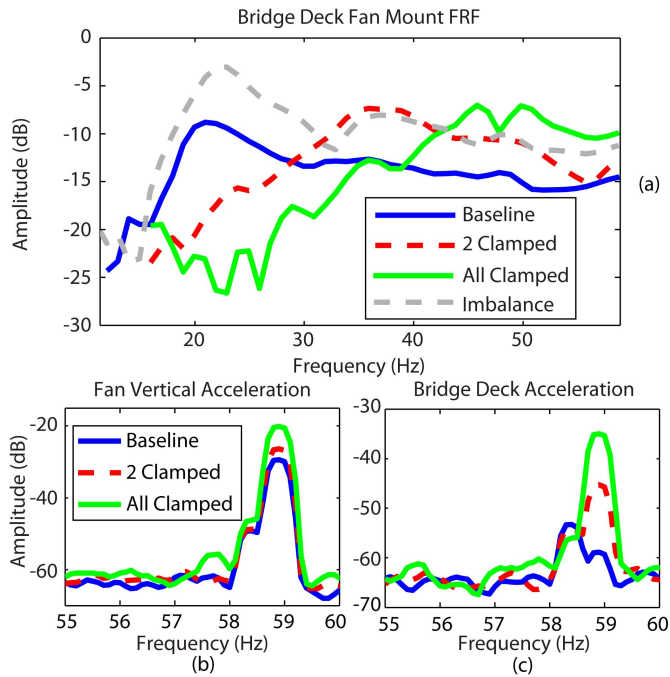 Bridge Deck Fan Mount FRF
0
-5
-10
-15
-20
-25
-30
Amplitude (dB)
20 30 40 50
Frequency (Hz)
Baseline
2 Clamped
All Clamped
Imbalance
(a)
Fan Vertical Acceleration
-20
-40
-60
Amplitude (dB)
Baseline
2 Clamped
All Clamped
55 56 57 58 59 60
Frequency (Hz)
(b)
Bridge Deck Acceleration
-30
-40
-50
-60
-70
Amplitude (dB)
55 56 57 58 59 60
Frequency (Hz)
(c)